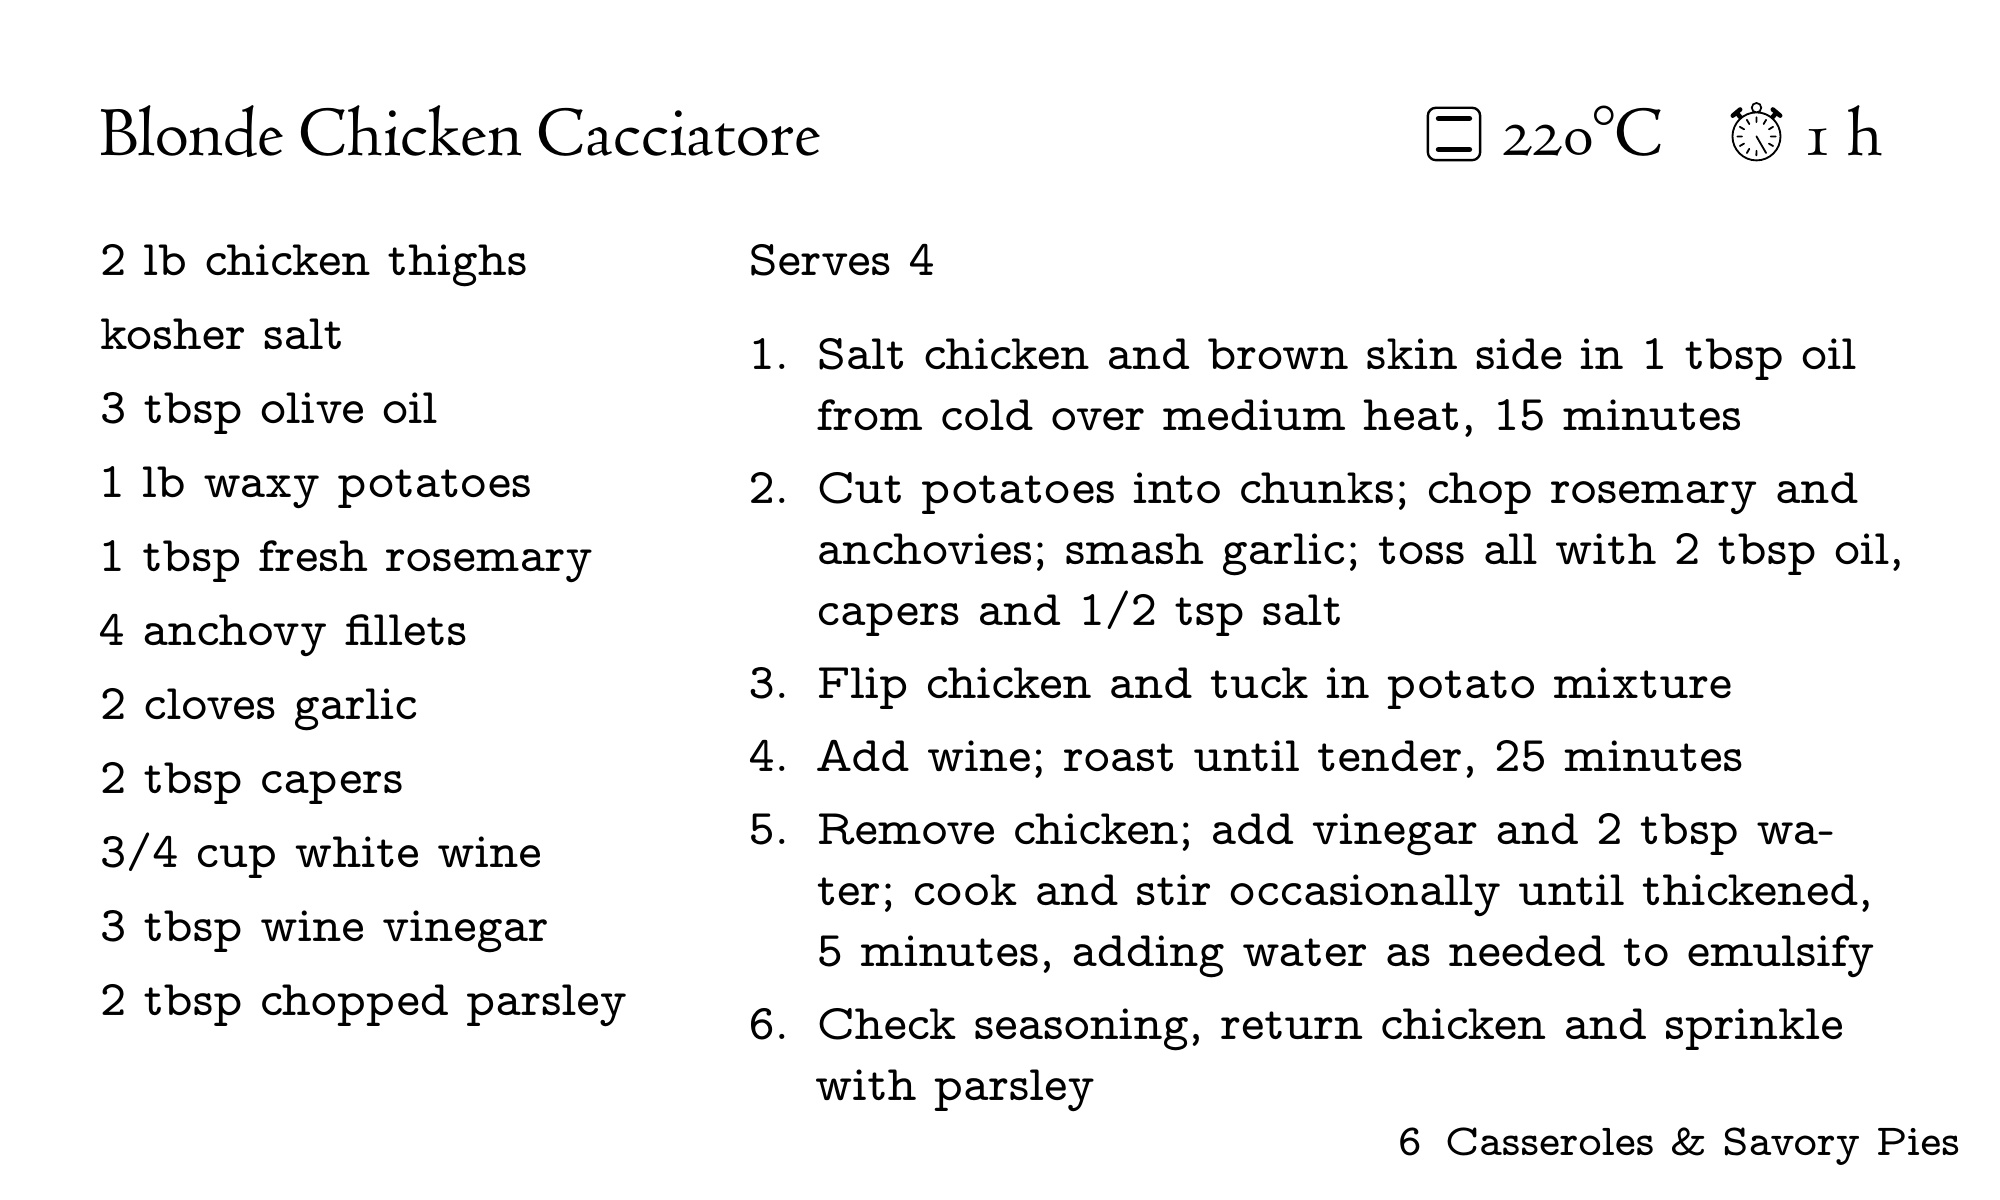 Blonde Chicken Cacciatore
220°C 1 h
2 lb chicken thighs
kosher salt
3 tbsp olive oil
1 lb waxy potatoes
1 tbsp fresh rosemary
4 anchovy fillets
2 cloves garlic
2 tbsp capers
3/4 cup white wine
3 tbsp wine vinegar
2 tbsp chopped parsley
Serves 4
1. Salt chicken and brown skin side in 1 tbsp oil
from cold over medium heat, 15 minutes
2. Cut potatoes into chunks; chop rosemary and
anchovies; smash garlic; toss all with 2 tbsp oil,
capers and 1/2 tsp salt
3. Flip chicken and tuck in potato mixture
4. Add wine; roast until tender, 25 minutes
5. Remove chicken; add vinegar and 2 tbsp wa-
ter; cook and stir occasionally until thickened,
5 minutes, adding water as needed to emulsify
6. Check seasoning, return chicken and sprinkle
with parsley
6 Casseroles & Savory Pies